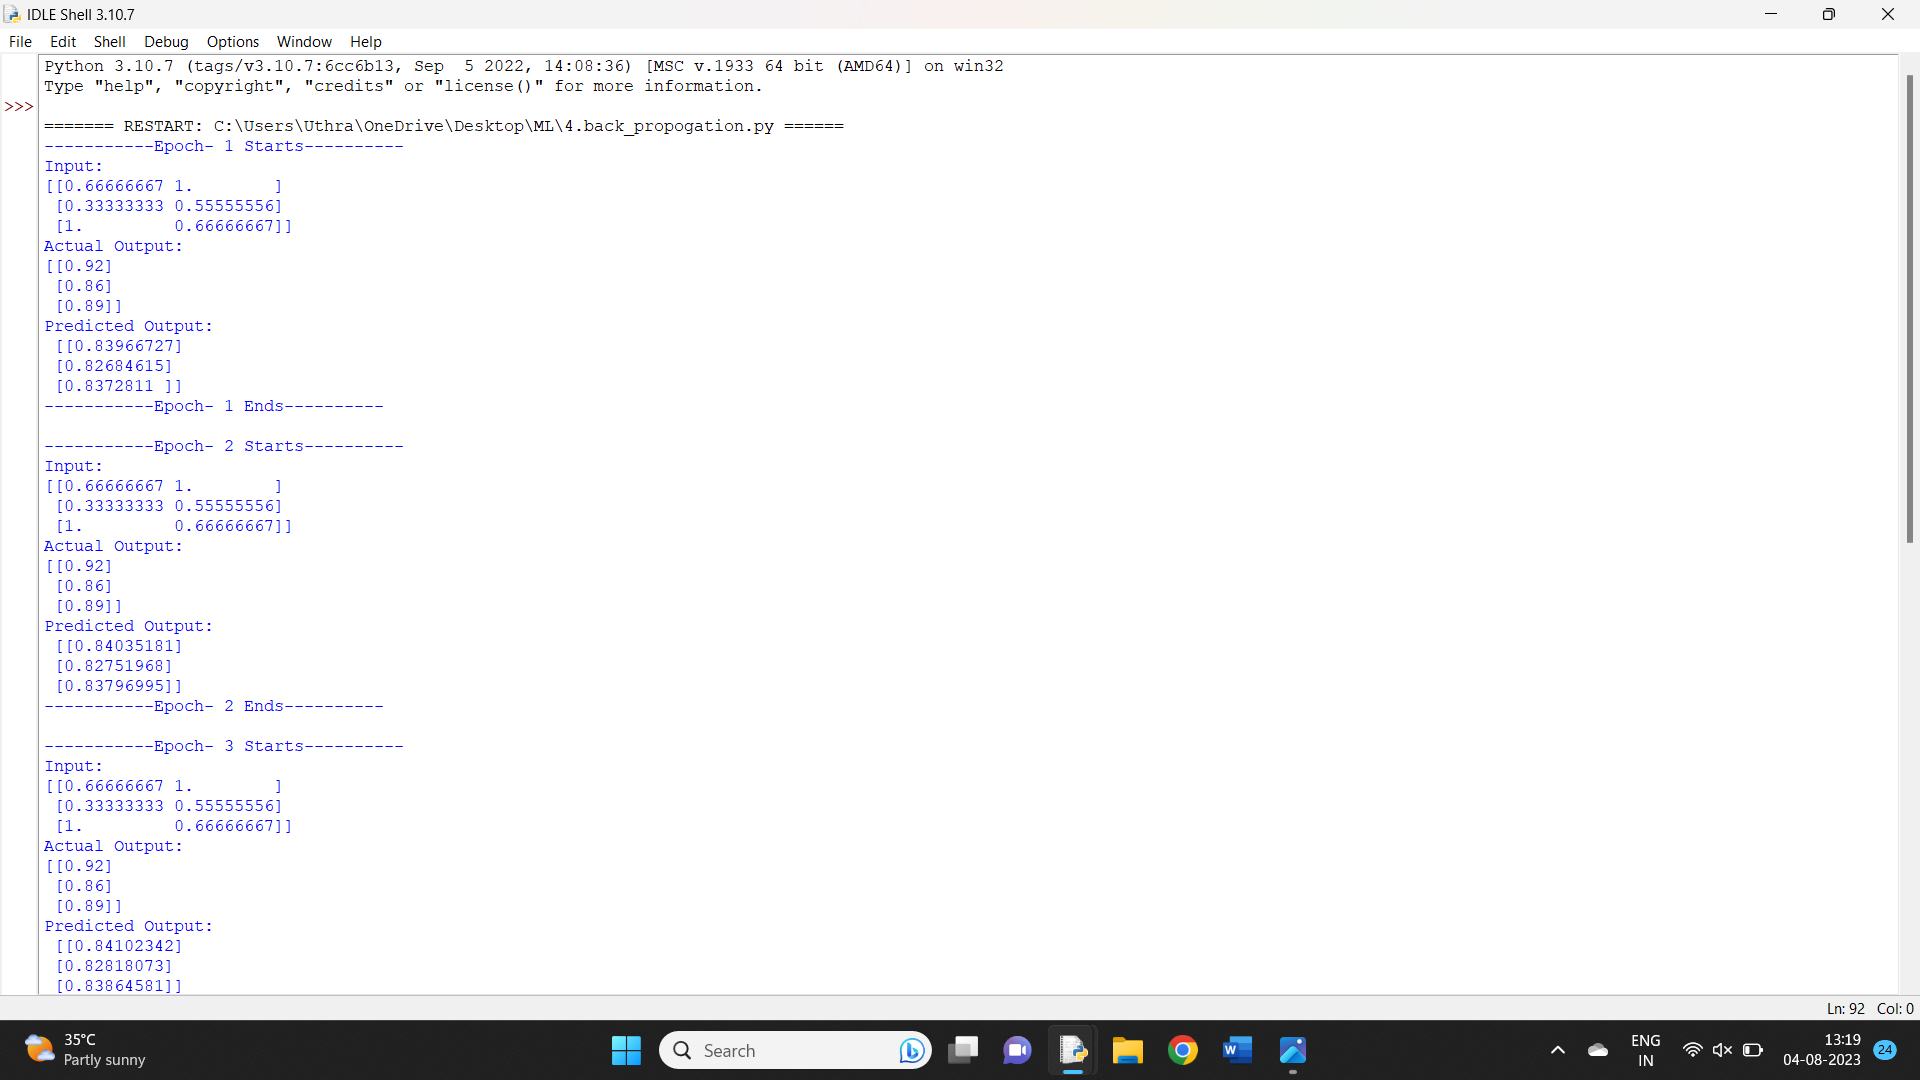 IDLE Shell 3.10.7
File Edit Shell Debug Options Window Help
Python 3.10.7 (tags/v3.10.7:6cc6b13, Sep  5 2022, 14:08:36) [MSC v.1933 64 bit (AMD64)] on win32
Type "help", "copyright", "credits" or "license()" for more information.
>>>
======= RESTART: C:\Users\Uthra\OneDrive\Desktop\ML\4.back_propogation.py ======
-----------Epoch- 1 Starts----------
Input:
[[0.66666667 1.        ]
 [0.33333333 0.55555556]
 [1.         0.66666667]]
Actual Output:
[[0.92]
 [0.86]
 [0.89]]
Predicted Output:
 [[0.83966727]
 [0.82684615]
 [0.8372811 ]]
-----------Epoch- 1 Ends----------

-----------Epoch- 2 Starts----------
Input:
[[0.66666667 1.        ]
 [0.33333333 0.55555556]
 [1.         0.66666667]]
Actual Output:
[[0.92]
 [0.86]
 [0.89]]
Predicted Output:
 [[0.84035181]
 [0.82751968]
 [0.83796995]]
-----------Epoch- 2 Ends----------

-----------Epoch- 3 Starts----------
Input:
[[0.66666667 1.        ]
 [0.33333333 0.55555556]
 [1.         0.66666667]]
Actual Output:
[[0.92]
 [0.86]
 [0.89]]
Predicted Output:
 [[0.84102342]
 [0.82818073]
 [0.83864581]]
Ln: 92 Col: 0
35°C
Partly sunny
Search
W
ENG
IN
13:19
04-08-2023
24